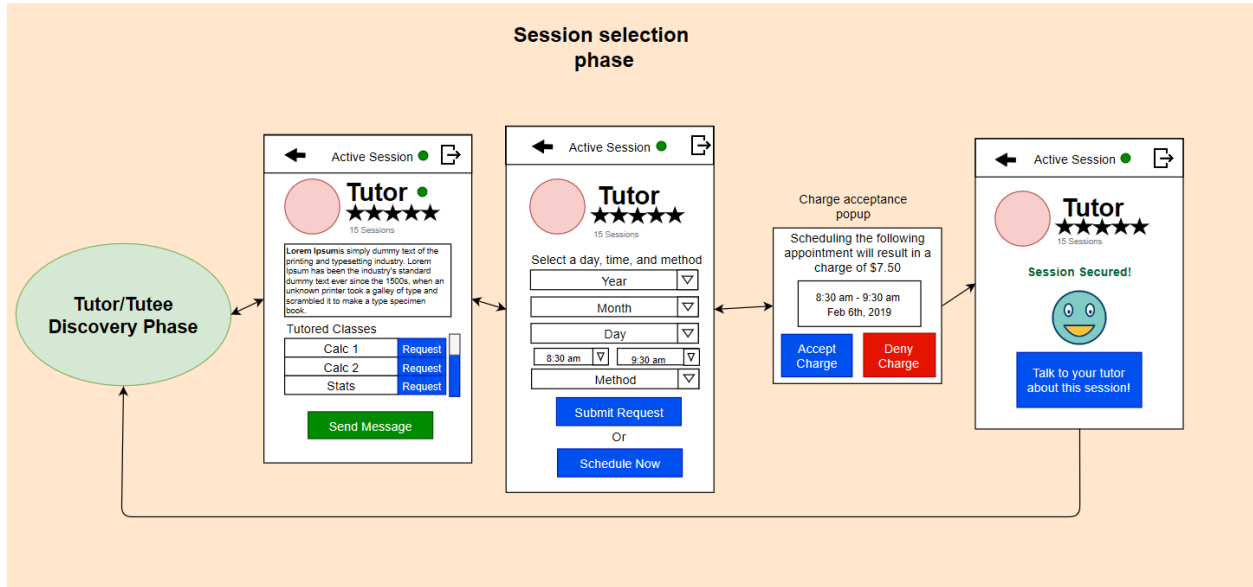 Session selection
phase
Tutor/Tutee
Discovery Phase
Active Session
Tutor
★★★★★
15 Sessions
Lorem Ipsumis simply dummy text of the
printing and typesetting industry. Lorem
Ipsum has been the industry's standard
dummy text ever since the 1500s, when an
unknown printer took a galley of type and
scrambled it to make a type specimen
book.
Tutored Classes
Calc 1 Request
Calc 2 Request
Stats Request
Send Message
Active Session
Tutor
★★★★★
15 Sessions
Select a day, time, and method
Year
Month
Day
8:30 am 9:30 am
Method
Submit Request
Or
Schedule Now
Charge acceptance
popup
Scheduling the following
appointment will result in a
charge of $7.50
8:30 am - 9:30 am
Feb 6th, 2019
Accept
Charge
Deny
Charge
Active Session
Tutor
★★★★★
15 Sessions
Session Secured!
Talk to your tutor
about this session!